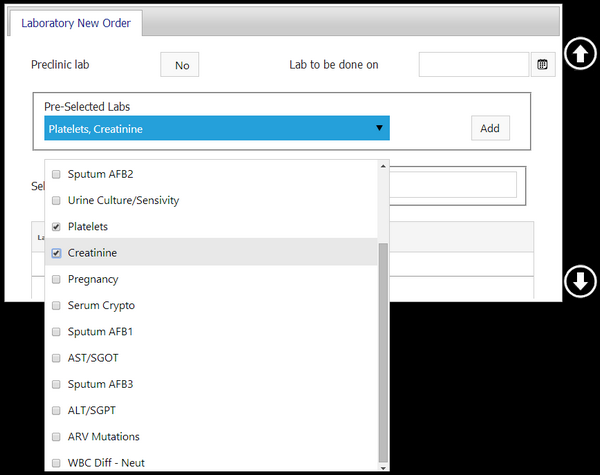 Laboratory New Order
Preclinic lab No Lab to be done on
Pre-Selected Labs
Platelets, Creatinine Add
Sputum AFB2
Urine Culture/Sensivity
Platelets
Creatinine
Pregnancy
Serum Crypto
Sputum AFB1
AST/SGOT
Sputum AFB3
ALT/SGPT
ARV Mutations
WBC Diff - Neut